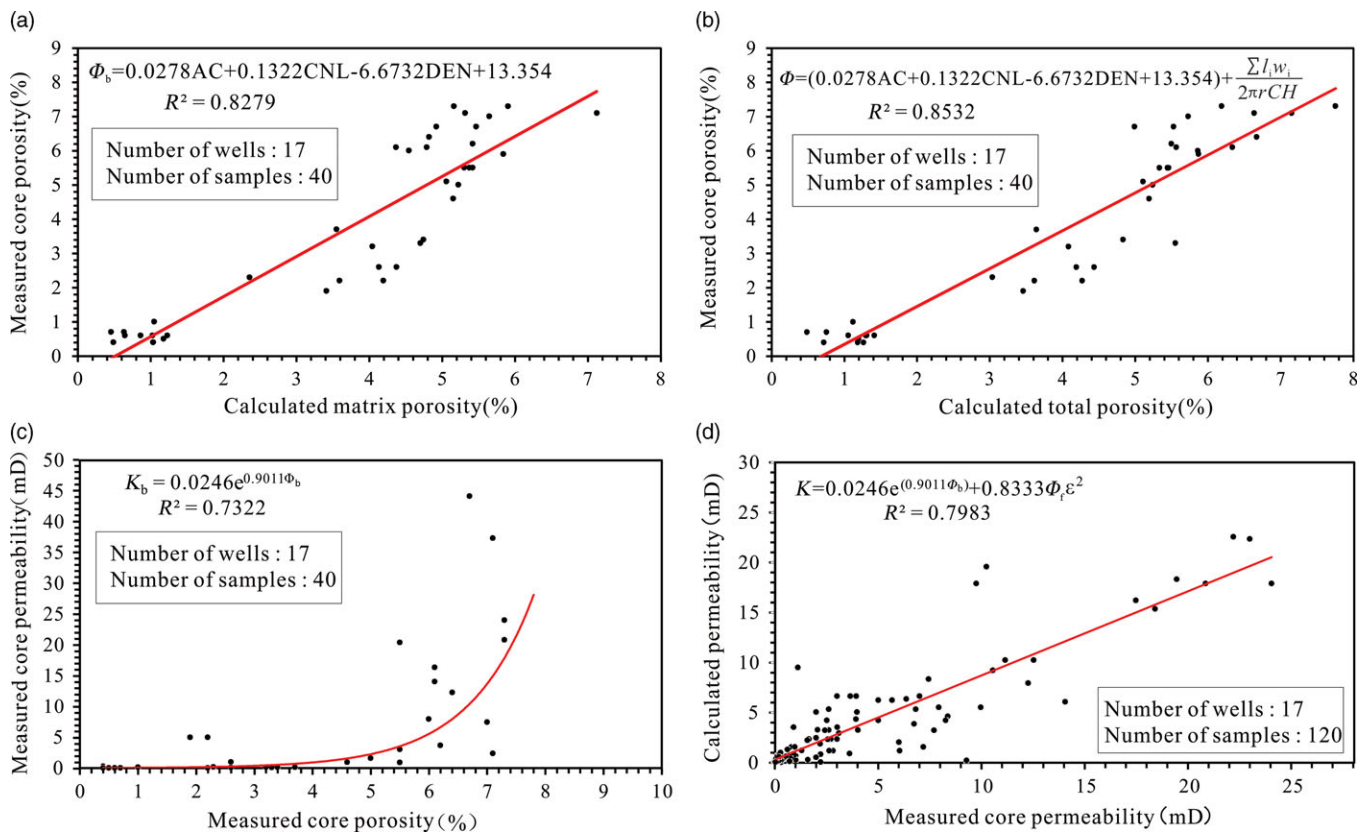 (a)
9
8
7
6
5
4
3
2
1
0
Measured core porosity(%)
Φb=0.0278AC+0.1322CNL-6.6732DEN+13.354
R² = 0.8279
Number of wells : 17
Number of samples : 40
0 1 2 3 4 5 6 7 8
Calculated matrix porosity(%)
(b)
9
8
7
6
5
4
3
2
1
0
Measured core porosity(%)
Φ=(0.0278AC+0.1322CNL-6.6732DEN+13.354)+ Σliwi / 2πrCH
R² = 0.8532
Number of wells : 17
Number of samples : 40
0 1 2 3 4 5 6 7 8
Calculated total porosity(%)
(c)
50
45
40
35
30
25
20
15
10
5
0
Measured core permeability(mD)
Kb = 0.0246e^0.9011Φb
R² = 0.7322
Number of wells : 17
Number of samples : 40
0 1 2 3 4 5 6 7 8 9 10
Measured core porosity(%)
(d)
30
25
20
15
10
5
0
Calculated permeability (mD)
K=0.0246e^(0.9011Φb)+0.8333Φfε²
R² = 0.7983
Number of wells : 17
Number of samples : 120
0 5 10 15 20 25
Measured core permeability(mD)